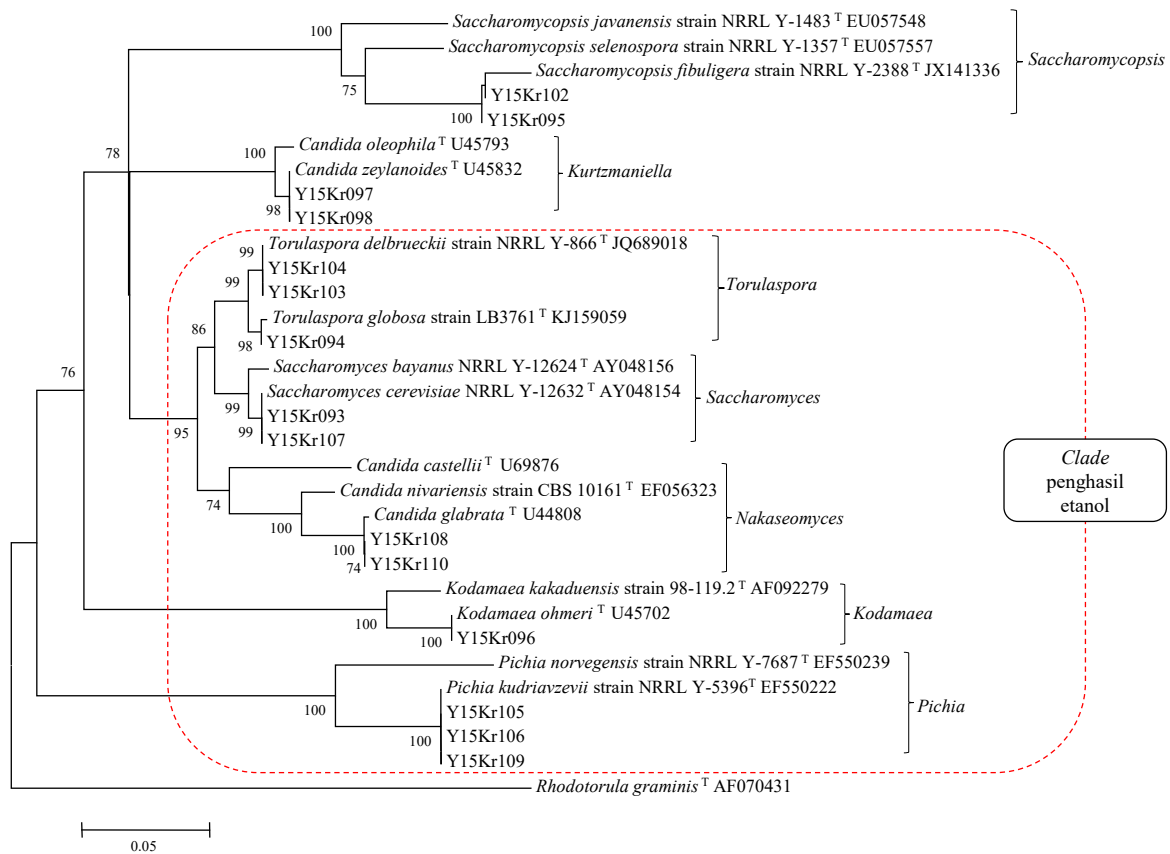 Saccharomycopsis javanensis strain NRRL Y-1483 T EU057548
100
Saccharomycopsis selenospora strain NRRL Y-1357 T EU057557
Saccharomycopsis
Saccharomycopsis fibuligera strain NRRL Y-2388 T JX141336
75
Y15Kr102
100
Y15Kr095
Candida oleophila T U45793
100
78
Candida zeylanoides T U45832
Kurtzmaniella
Y15Kr097
98
Y15Kr098
Torulaspora delbrueckii strain NRRL Y-866 T JQ689018
99
Y15Kr104
99
Torulaspora
Y15Kr103
Torulaspora globosa strain LB3761 T KJ159059
86
98
Y15Kr094
Saccharomyces bayanus NRRL Y-12624 T AY048156
76
Saccharomyces cerevisiae NRRL Y-12632 T AY048154
Saccharomyces
99
Y15Kr093
95
99
Y15Kr107
Candida castellii T U69876
Clade
penghasil
etanol
Candida nivariensis strain CBS 10161 T EF056323
74
Candida glabrata T U44808
Nakaseomyces
100
Y15Kr108
100
Y15Kr110
74
Kodamaea kakaduensis strain 98-119.2 T AF092279
Kodamaea ohmeri T U45702
Kodamaea
100
100
Y15Kr096
Pichia norvegensis strain NRRL Y-7687 T EF550239
Pichia kudriavzevii strain NRRL Y-5396T EF550222
Pichia
100
Y15Kr105
Y15Kr106
100
Y15Kr109
Rhodotorula graminis T AF070431
0.05